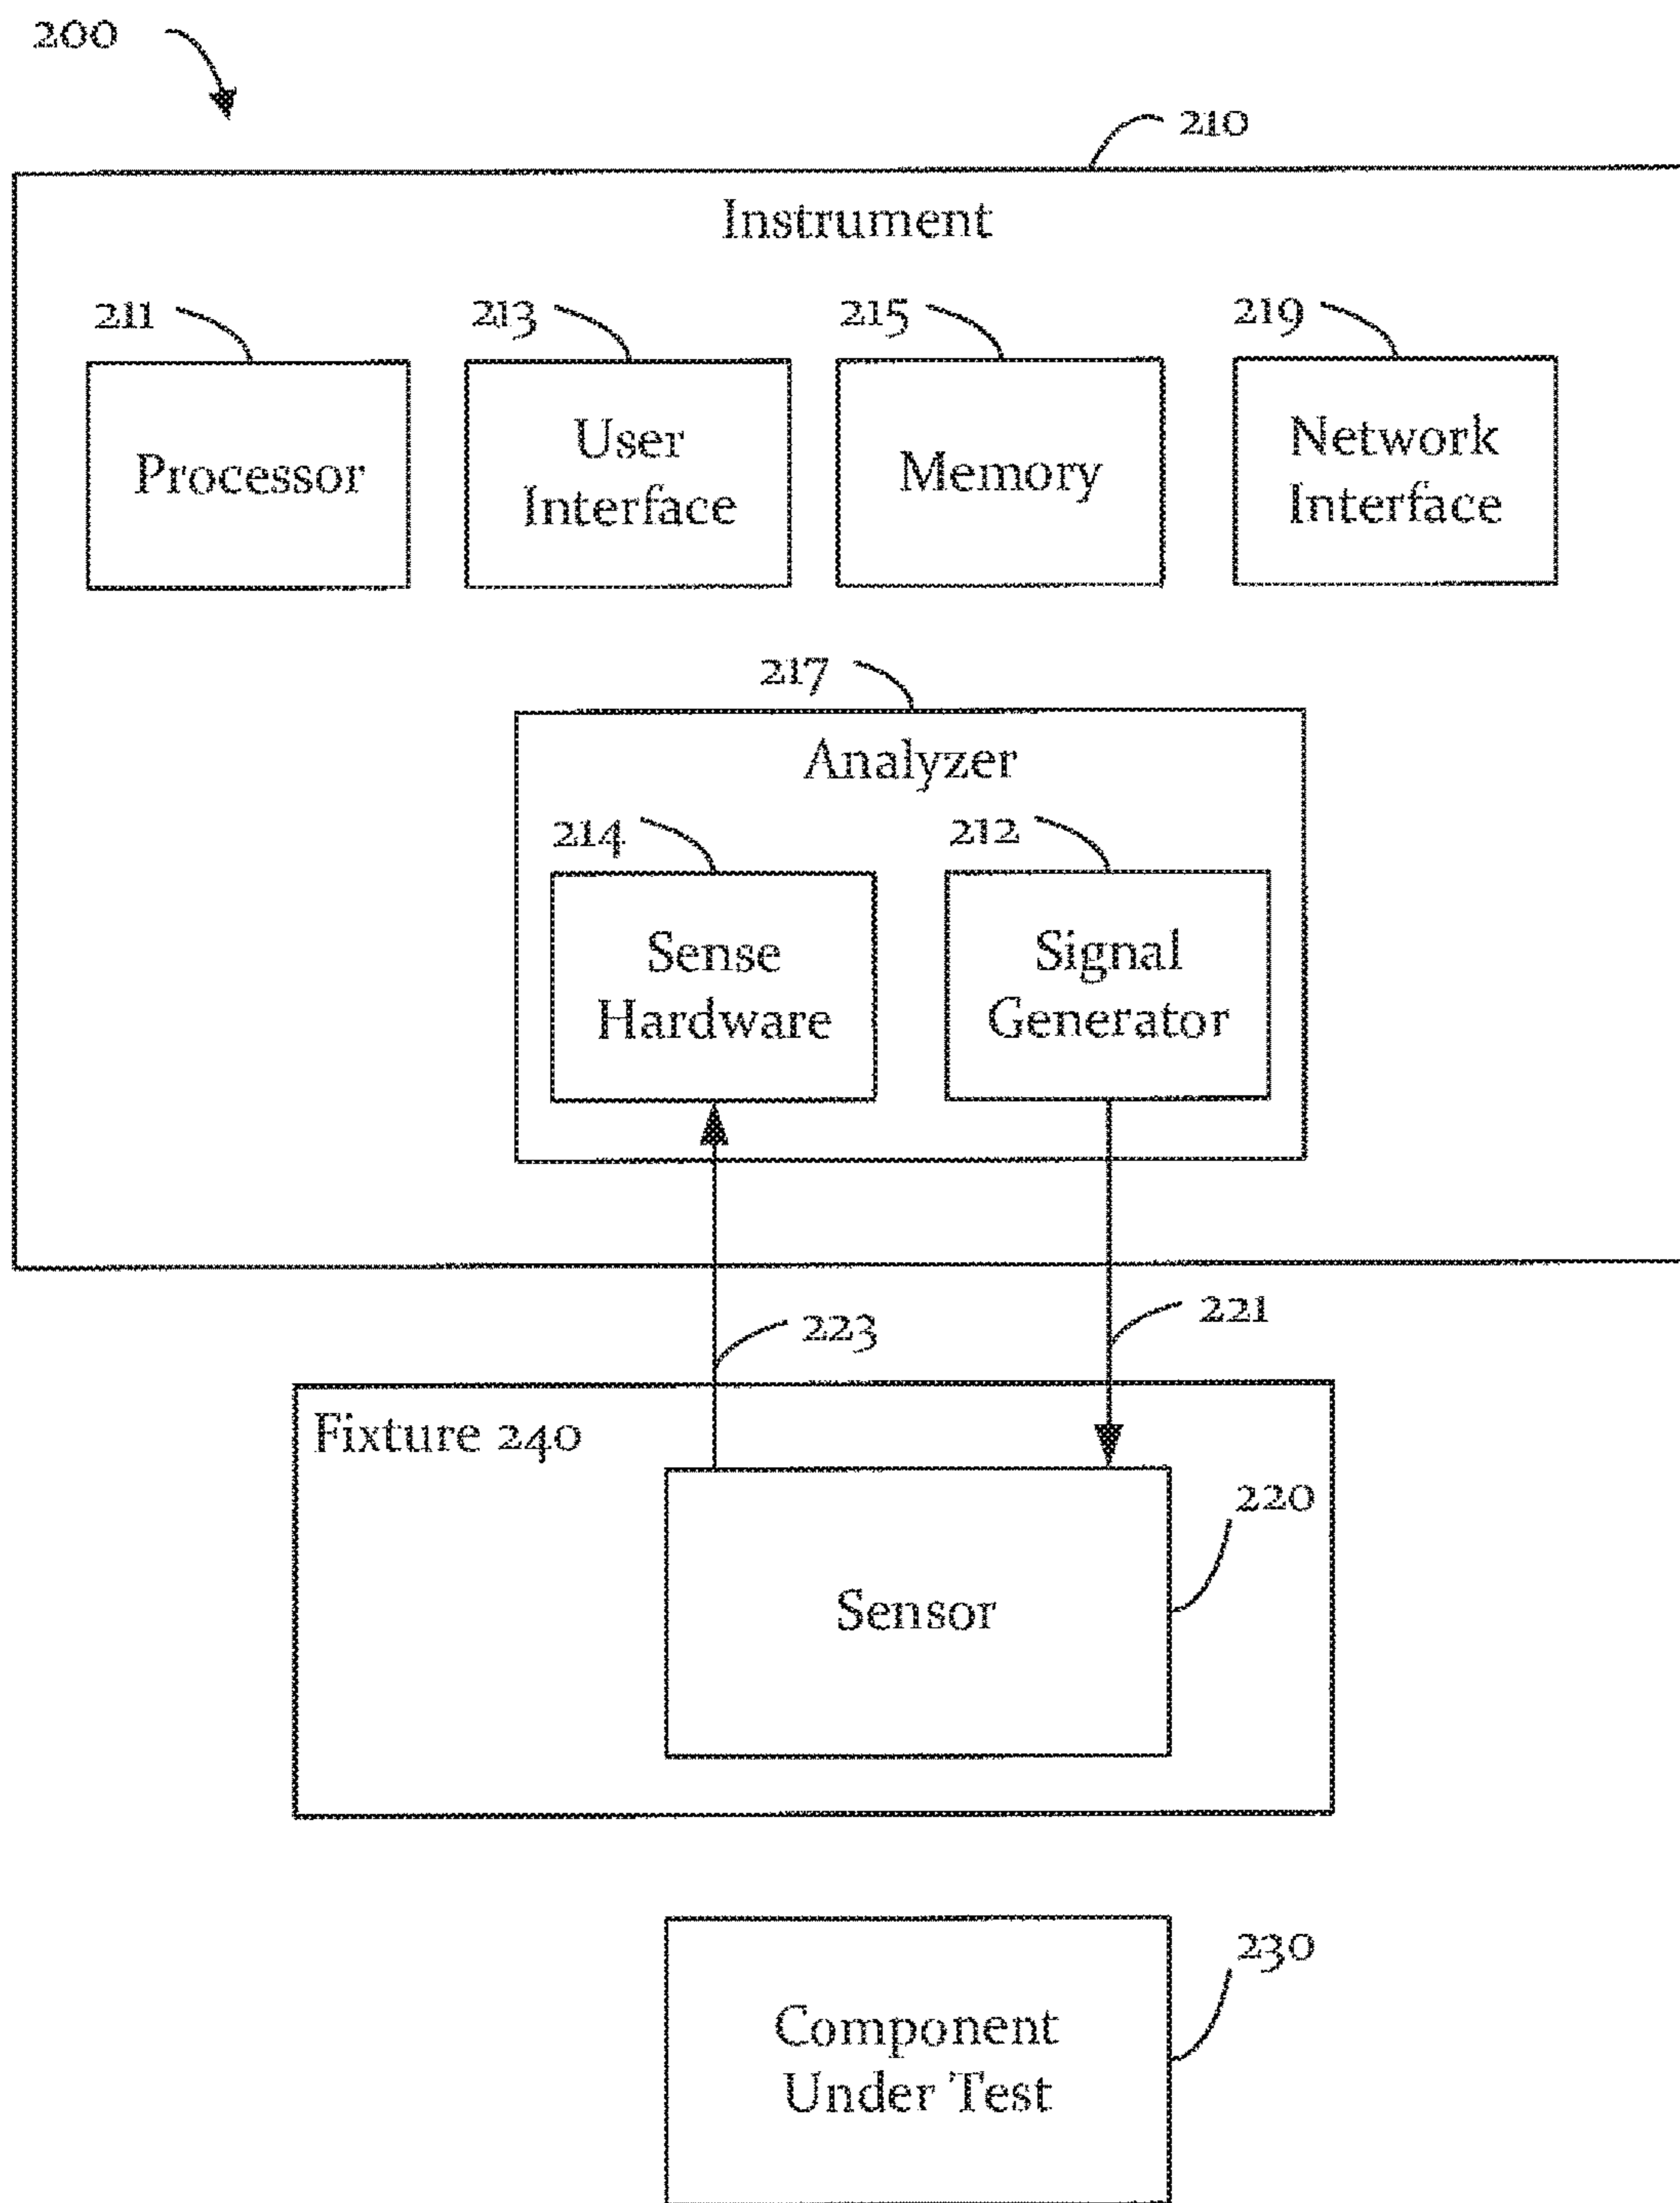 200
210
Instrument
211 213 215 219
Processor
User
Interface
Memory
Network
Interface
217
Analyzer
214 212
Sense
Hardware
Signal
Generator
223 221
Fixture 240
220
Sensor
230
Component
Under Test